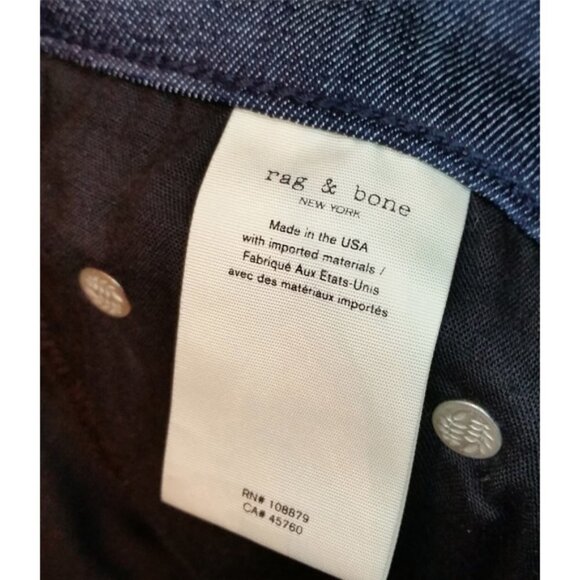 rag & bone
NEW YORK
Made in the USA
with imported materials /
Fabriqué Aux États-Unis
avec des matériaux importés
RN# 108879
CA# 45760